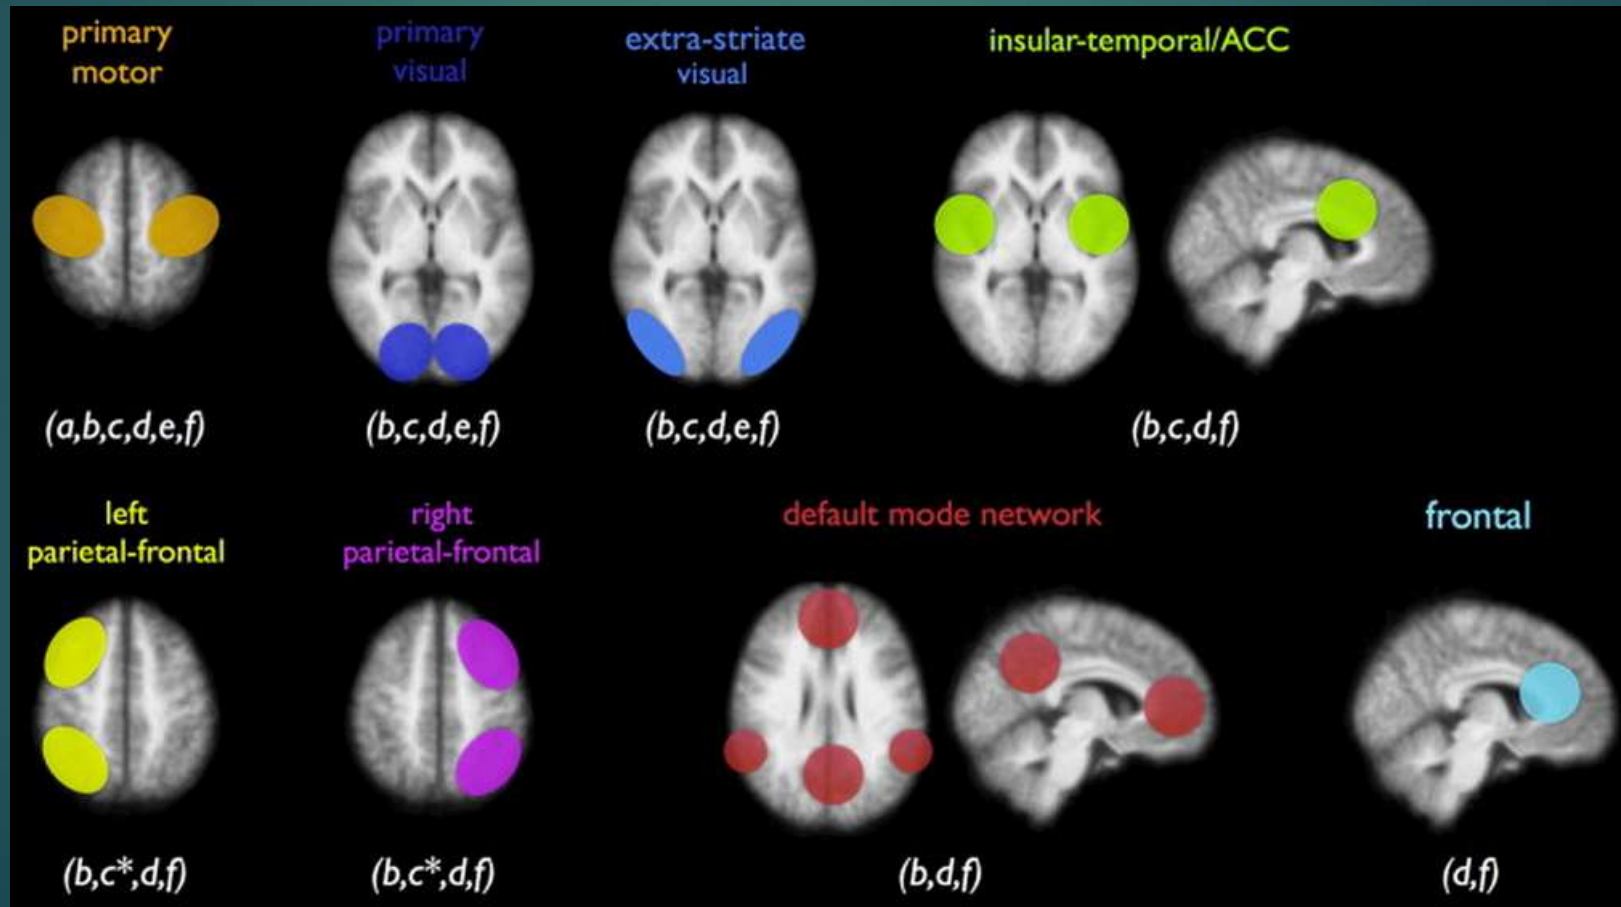 primary
motor
primary
visual
extra-striate
visual
insular-temporal/ACC
(a,b,c,d,e,f)
(b,c,d,e,f)
(b,c,d,e,f)
(b,c,d,f)
left
parietal-frontal
right
parietal-frontal
default mode network
frontal
(b,c*,d,f)
(b,c*,d,f)
(b,d,f)
(d,f)